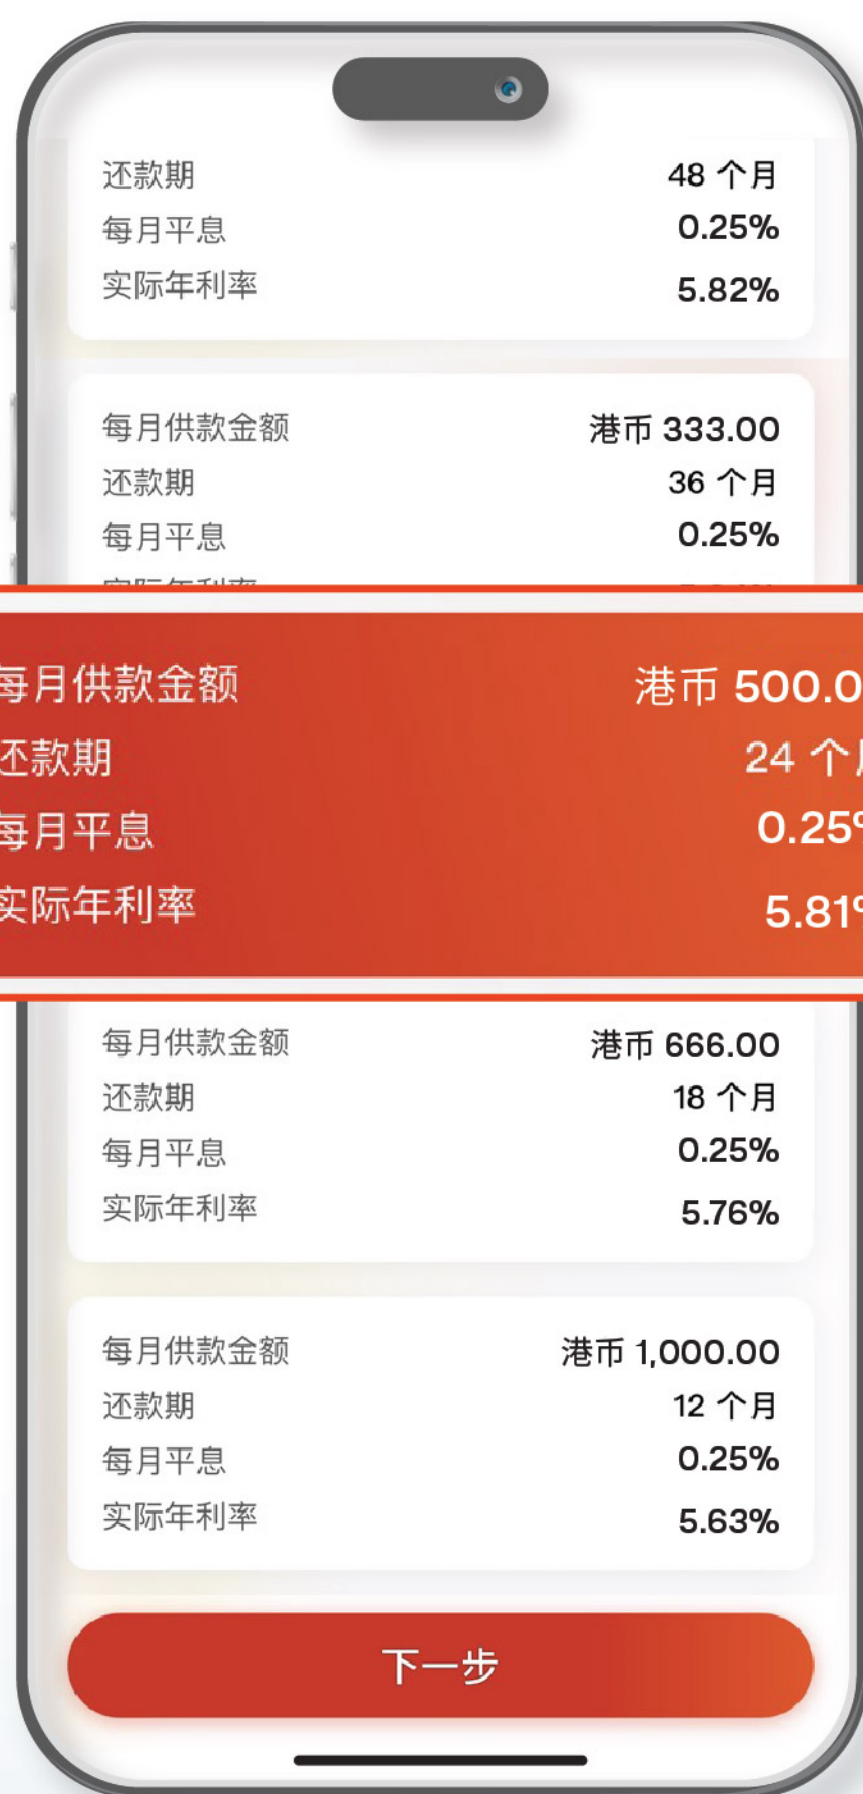 还款期 48 个月
每月平息 0.25%
实际年利率 5.82%
每月供款金额 港币 333.00
还款期 36 个月
每月平息 0.25%
实际年利率
每月供款金额 港币 500.0
还款期 24 个月
每月平息 0.25%
实际年利率 5.81%
每月供款金额 港币 666.00
还款期 18 个月
每月平息 0.25%
实际年利率 5.76%
每月供款金额 港币 1,000.00
还款期 12 个月
每月平息 0.25%
实际年利率 5.63%
下一步